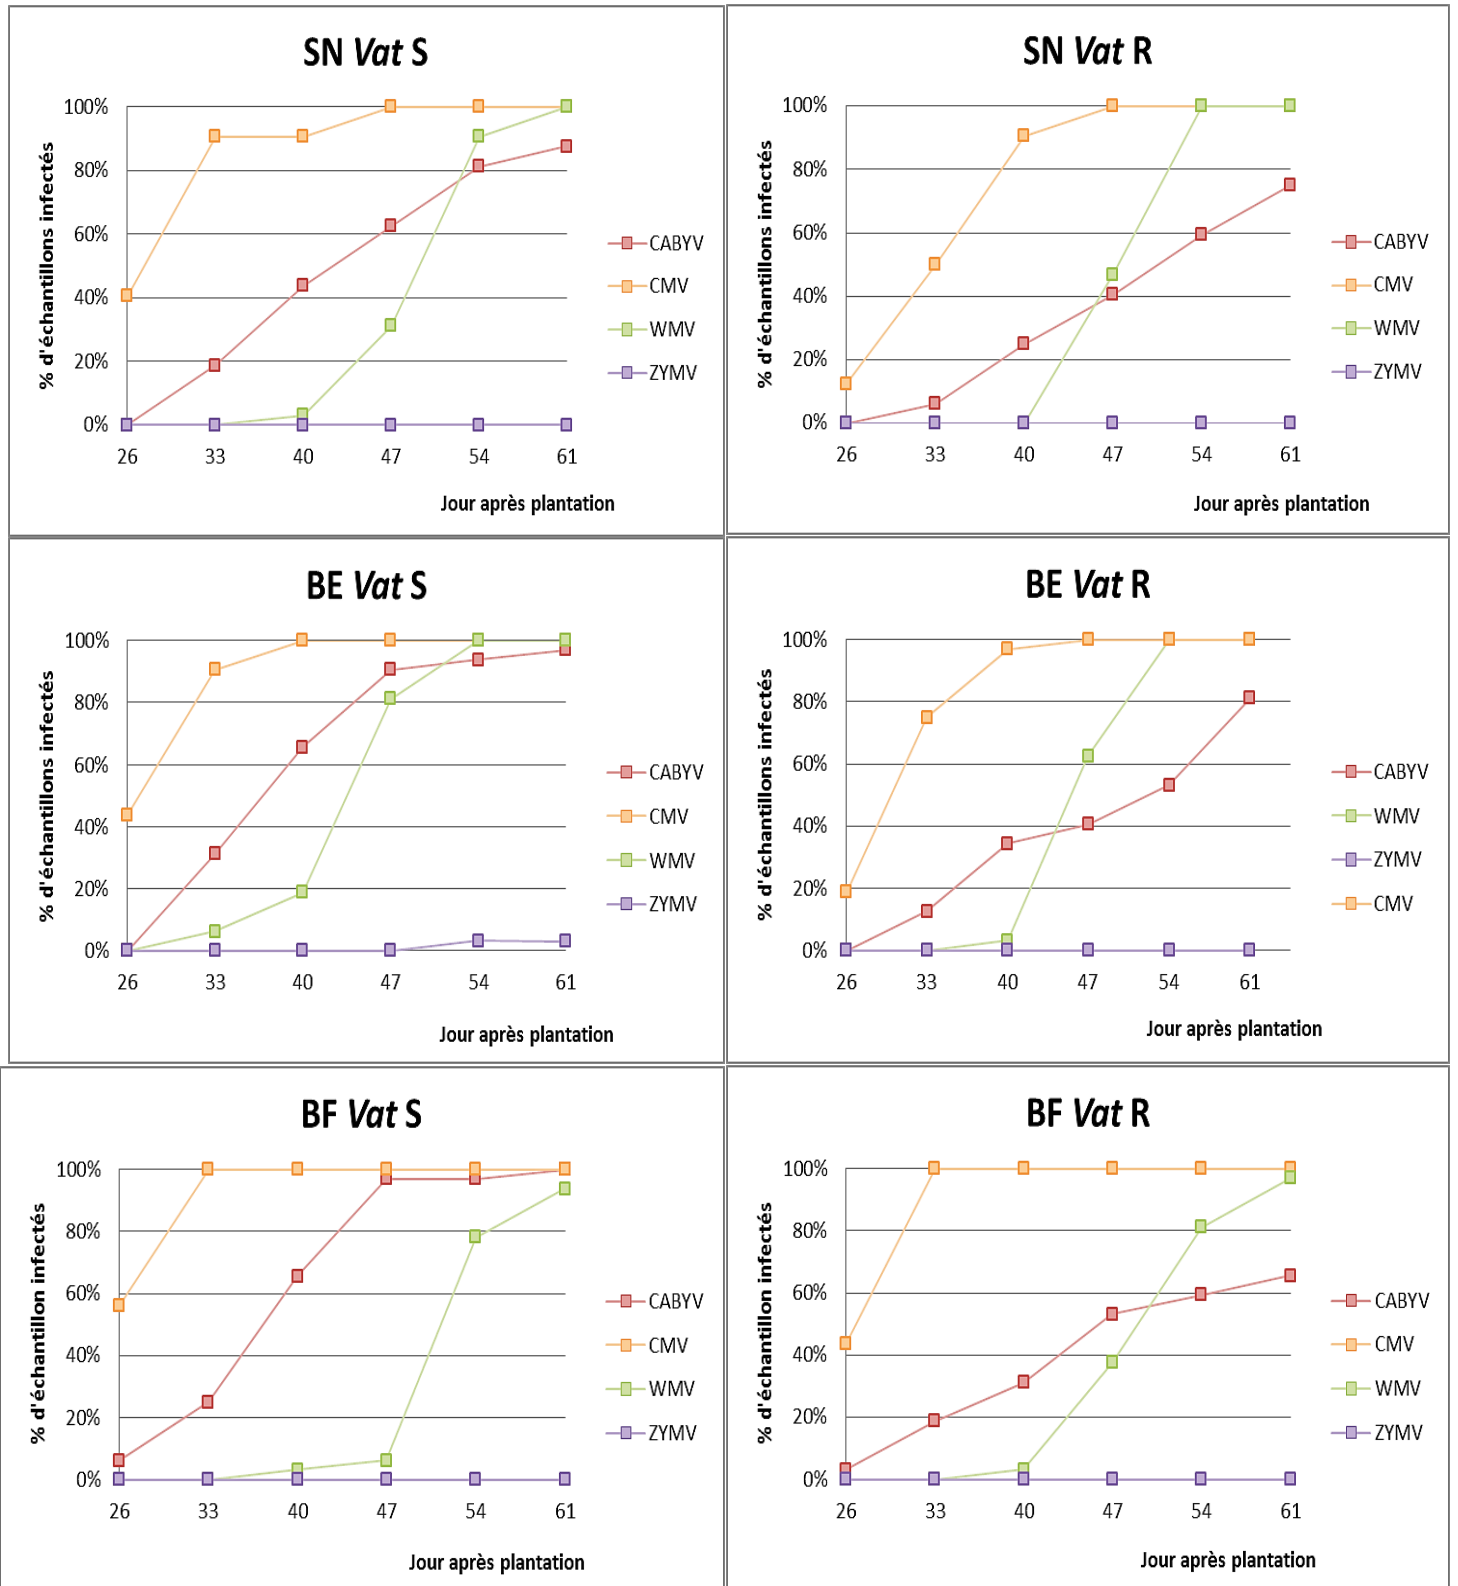 SN Vat S
% d'échantillons infectés
100%
80%
60%
40%
20%
0%
26 33 40 47 54 61
Jour après plantation
CABYV
CMV
WMV
ZYMV
SN Vat R
% d'échantillons infectés
100%
80%
60%
40%
20%
0%
26 33 40 47 54 61
Jour après plantation
CABYV
CMV
WMV
ZYMV
BE Vat S
% d'échantillons infectés
100%
80%
60%
40%
20%
0%
26 33 40 47 54 61
Jour après plantation
CABYV
CMV
WMV
ZYMV
BE Vat R
% d'échantillons infectés
100%
80%
60%
40%
20%
0%
26 33 40 47 54 61
Jour après plantation
CABYV
WMV
ZYMV
CMV
BF Vat S
% d'échantillon infectés
100%
80%
60%
40%
20%
0%
26 33 40 47 54 61
Jour après plantation
CABYV
CMV
WMV
ZYMV
BF Vat R
% d'échantillons infectés
100%
80%
60%
40%
20%
0%
26 33 40 47 54 61
Jour après plantation
CABYV
CMV
WMV
ZYMV